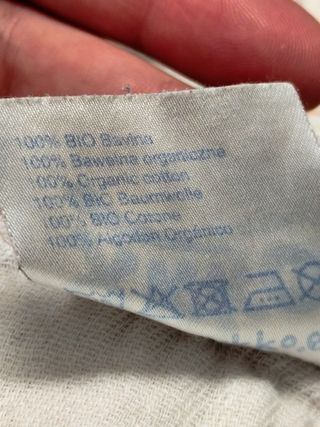 100% BIO Bavlna
100% Bawełna organiczna
100% Organic cotton
100% BIO Baumwolle
100% BIO Cotone
100% Algodón Orgánico